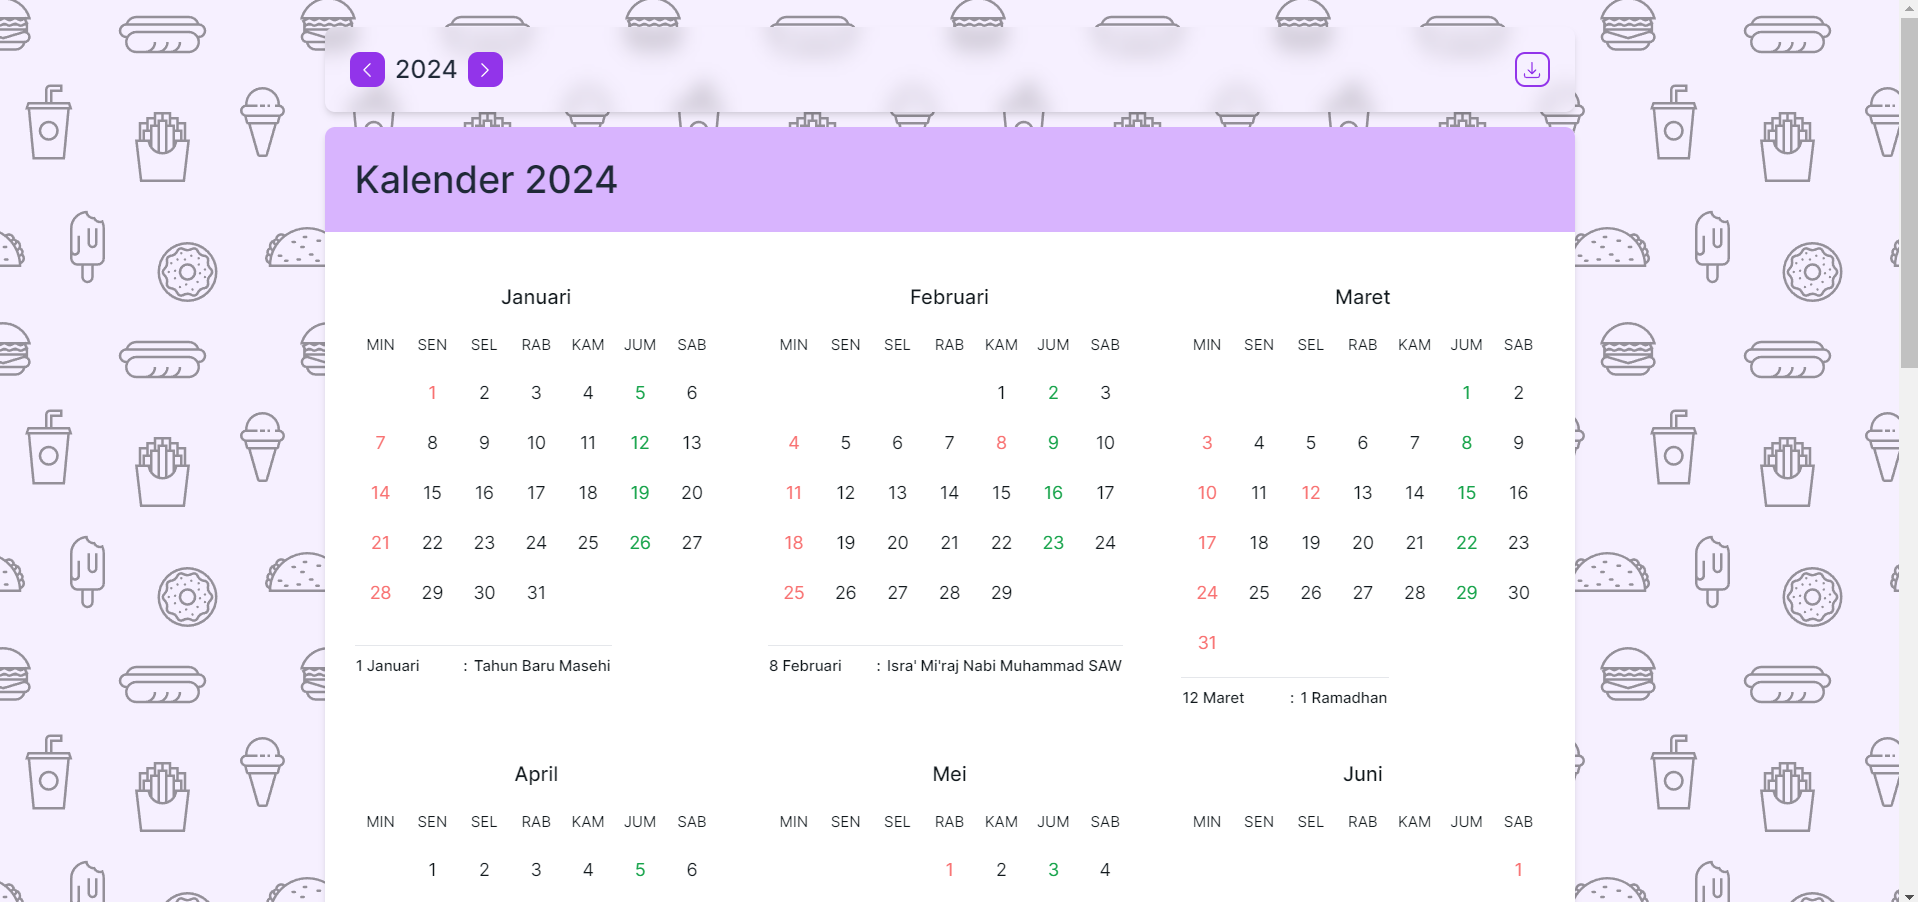 2024
Kalender 2024
Januari Februari Maret
MIN SEN SEL RAB KAM JUM SAB MIN SEN SEL RAB KAM JUM SAB MIN SEN SEL RAB KAM JUM SAB
1 2 3 4 5 6 1 2 3 1 2
7 8 9 10 11 12 13 4 5 6 7 8 9 10 3 4 5 6 7 8 9
14 15 16 17 18 19 20 11 12 13 14 15 16 17 10 11 12 13 14 15 16
21 22 23 24 25 26 27 18 19 20 21 22 23 24 17 18 19 20 21 22 23
28 29 30 31 25 26 27 28 29 24 25 26 27 28 29 30
31
1 Januari : Tahun Baru Masehi 8 Februari : Isra' Mi'raj Nabi Muhammad SAW
12 Maret : 1 Ramadhan
April Mei Juni
MIN SEN SEL RAB KAM JUM SAB MIN SEN SEL RAB KAM JUM SAB MIN SEN SEL RAB KAM JUM SAB
1 2 3 4 5 6 1 2 3 4 1